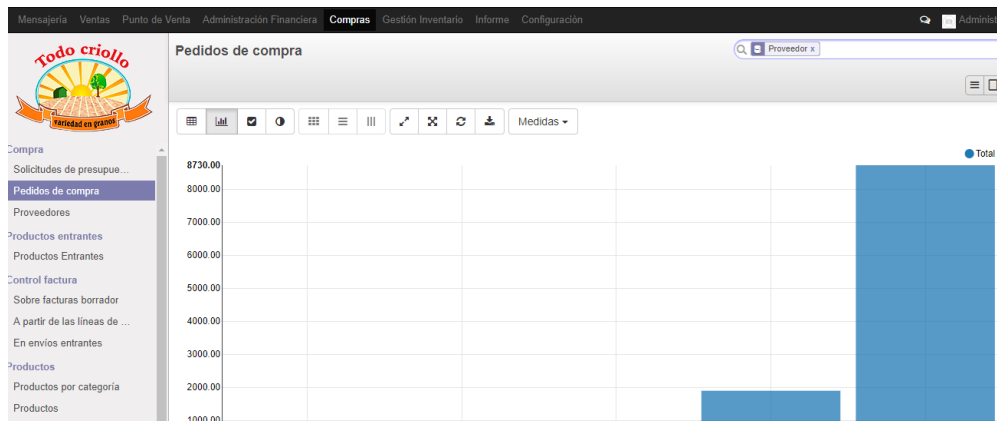 Mensajería Ventas Punto de Venta Administración Financiera Compras Gestión Inventario Informe Configuración Administ
Todo criollo
variedad en granos
Pedidos de compra
Proveedor x
Medidas
Compra
Solicitudes de presupue...
Pedidos de compra
Proveedores
Productos entrantes
Productos Entrantes
Control factura
Sobre facturas borrador
A partir de las líneas de ...
En envíos entrantes
Productos
Productos por categoría
Productos
Total
8730.00
8000.00
7000.00
6000.00
5000.00
4000.00
3000.00
2000.00
1000.00